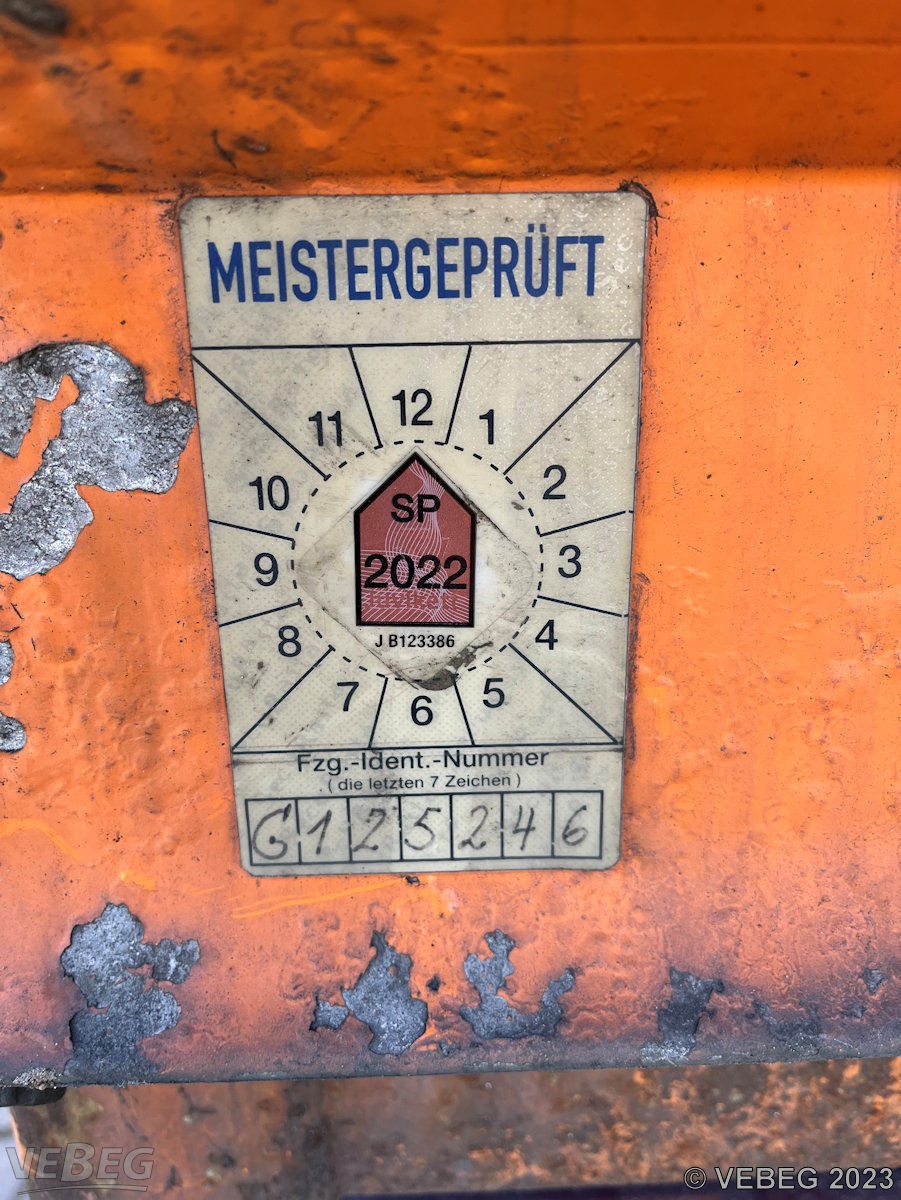 MEISTERGEPRÜFT
12
11
1
10
2
9
3
8
4
7
5
6
SP
2022
J B123386
Fzg.-Ident.-Nummer
(die letzten 7 Zeichen)
G125246
VEBEG
© VEBEG 2023